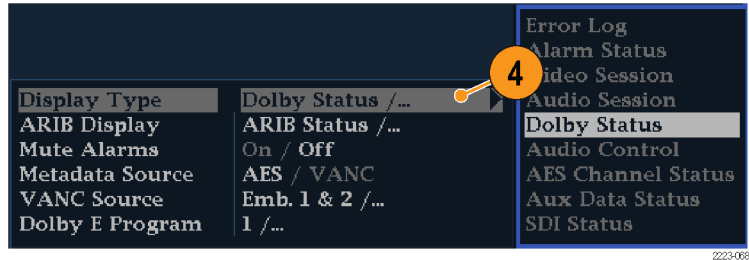 Display Type Dolby Status /...
ARIB Display ARIB Status /...
Mute Alarms On / Off
Metadata Source AES / VANC
VANC Source Emb. 1 & 2 /...
Dolby E Program 1 /...
4
Error Log
Alarm Status
Video Session
Audio Session
Dolby Status
Audio Control
AES Channel Status
Aux Data Status
SDI Status
2223-068